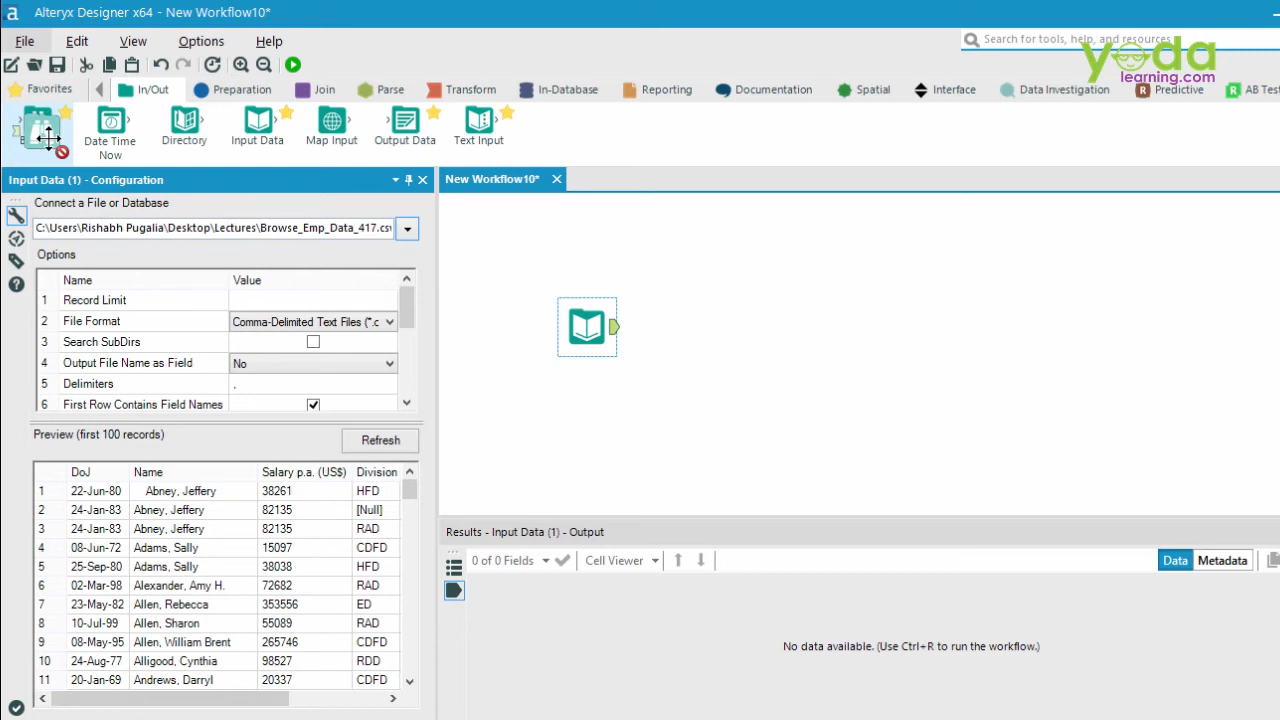 a Alteryx Designer x64 - New Workflow10*
File Edit View Options Help
Search for tools, help, and resources
yoda
learning.com
Favorites In/Out Preparation Join Parse Transform In-Database Reporting Documentation Spatial Interface Data Investigation R Predictive R AB Test
Date Time Now
Directory
Input Data
Map Input
Output Data
Text Input
Input Data (1) - Configuration
New Workflow10*
Connect a File or Database
C:\Users\Rishabh Pugalia\Desktop\Lectures\Browse_Emp_Data_417.csv
Options
Name Value
1 Record Limit
2 File Format Comma-Delimited Text Files (*.c
3 Search SubDirs
4 Output File Name as Field No
5 Delimiters ,
6 First Row Contains Field Names
Preview (first 100 records) Refresh
DoJ Name Salary p.a. (US$) Division
1 22-Jun-80 Abney, Jeffery 38261 HFD
2 24-Jan-83 Abney, Jeffery 82135 [Null]
3 24-Jan-83 Abney, Jeffery 82135 RAD
4 08-Jun-72 Adams, Sally 15097 CDFD
5 25-Sep-80 Adams, Sally 38038 HFD
6 02-Mar-98 Alexander, Amy H. 72682 RAD
7 23-May-82 Allen, Rebecca 353556 ED
8 10-Jul-99 Allen, Sharon 55089 RAD
9 08-May-95 Allen, William Brent 265746 CDFD
10 24-Aug-77 Alligood, Cynthia 98527 RDD
11 20-Jan-69 Andrews, Darryl 20337 CDFD
Results - Input Data (1) - Output
0 of 0 Fields Cell Viewer Data Metadata
No data available. (Use Ctrl+R to run the workflow.)